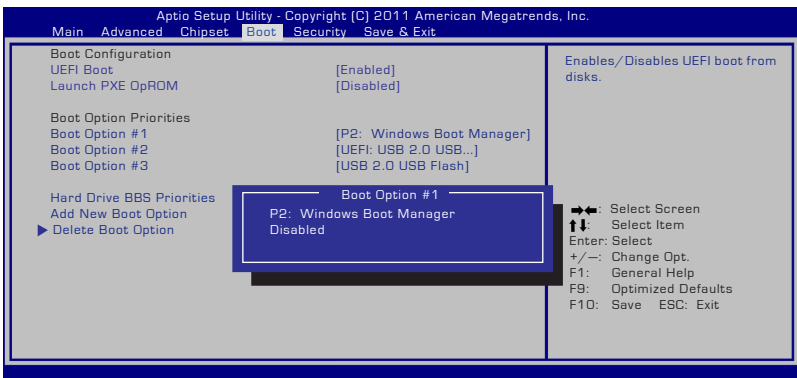 Aptio Setup Utility - Copyright (C) 2011 American Megatrends, Inc.
Main Advanced Chipset Boot Security Save & Exit
Boot Configuration
UEFI Boot [Enabled]
Launch PXE OpROM [Disabled]
Boot Option Priorities
Boot Option #1 [P2: Windows Boot Manager]
Boot Option #2 [UEFI: USB 2.0 USB...]
Boot Option #3 [USB 2.0 USB Flash]
Hard Drive BBS Priorities
Add New Boot Option
Delete Boot Option
Boot Option #1
P2: Windows Boot Manager
Disabled
Enables/Disables UEFI boot from
disks.
→←: Select Screen
↑↓: Select Item
Enter: Select
+/—: Change Opt.
F1: General Help
F9: Optimized Defaults
F10: Save ESC: Exit